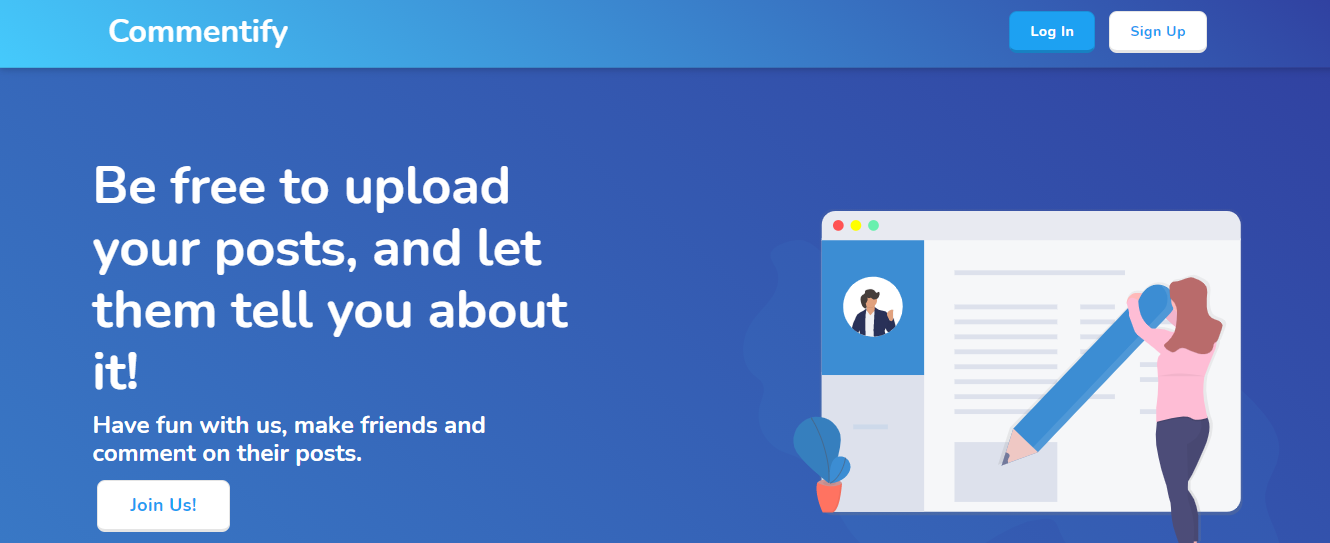 Commentify
Log In
Sign Up
Be free to upload
your posts, and let
them tell you about
it!
Have fun with us, make friends and
comment on their posts.
Join Us!